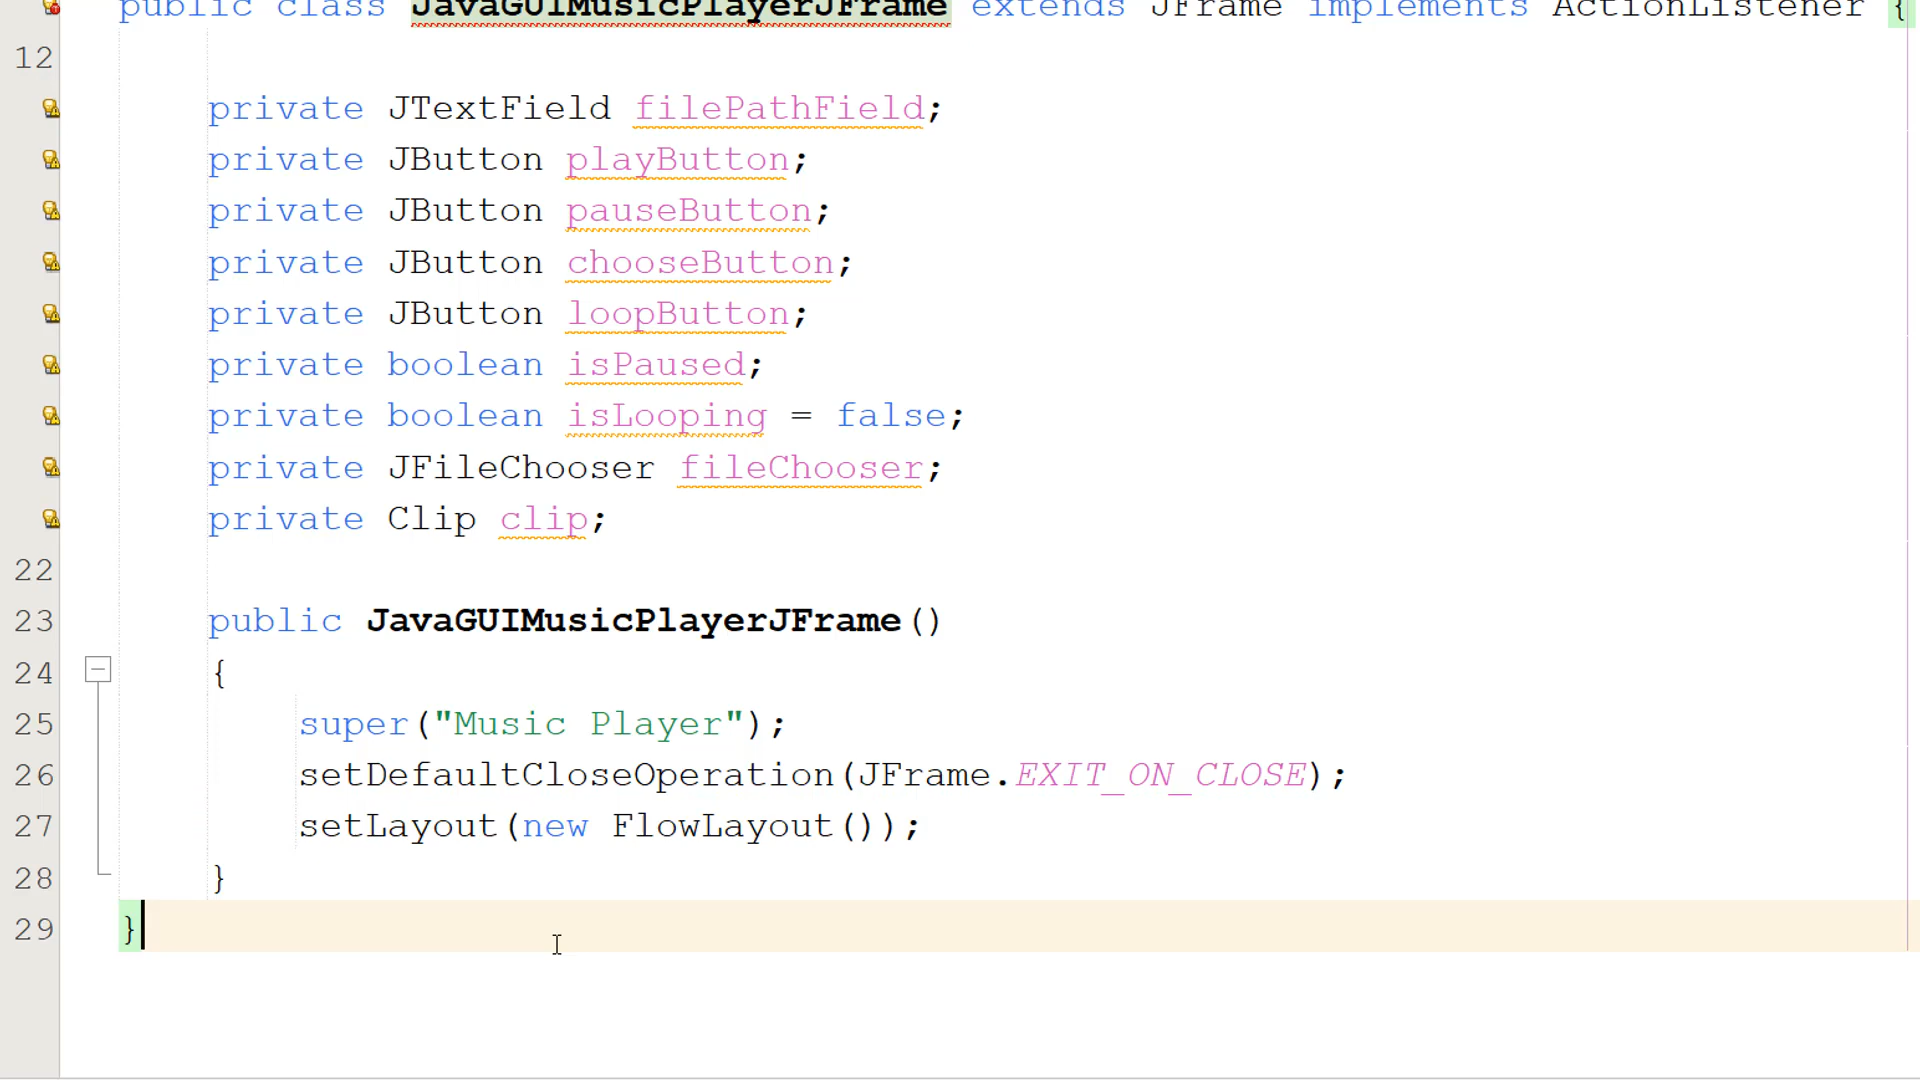 public class JavaGUIMusicPlayerJFrame extends JFrame implements ActionListener {
12
private JTextField filePathField;
private JButton playButton;
private JButton pauseButton;
private JButton chooseButton;
private JButton loopButton;
private boolean isPaused;
private boolean isLooping = false;
private JFileChooser fileChooser;
private Clip clip;
22
23 public JavaGUIMusicPlayerJFrame()
24 {
25 super("Music Player");
26 setDefaultCloseOperation(JFrame.EXIT_ON_CLOSE);
27 setLayout(new FlowLayout());
28 }
29 }